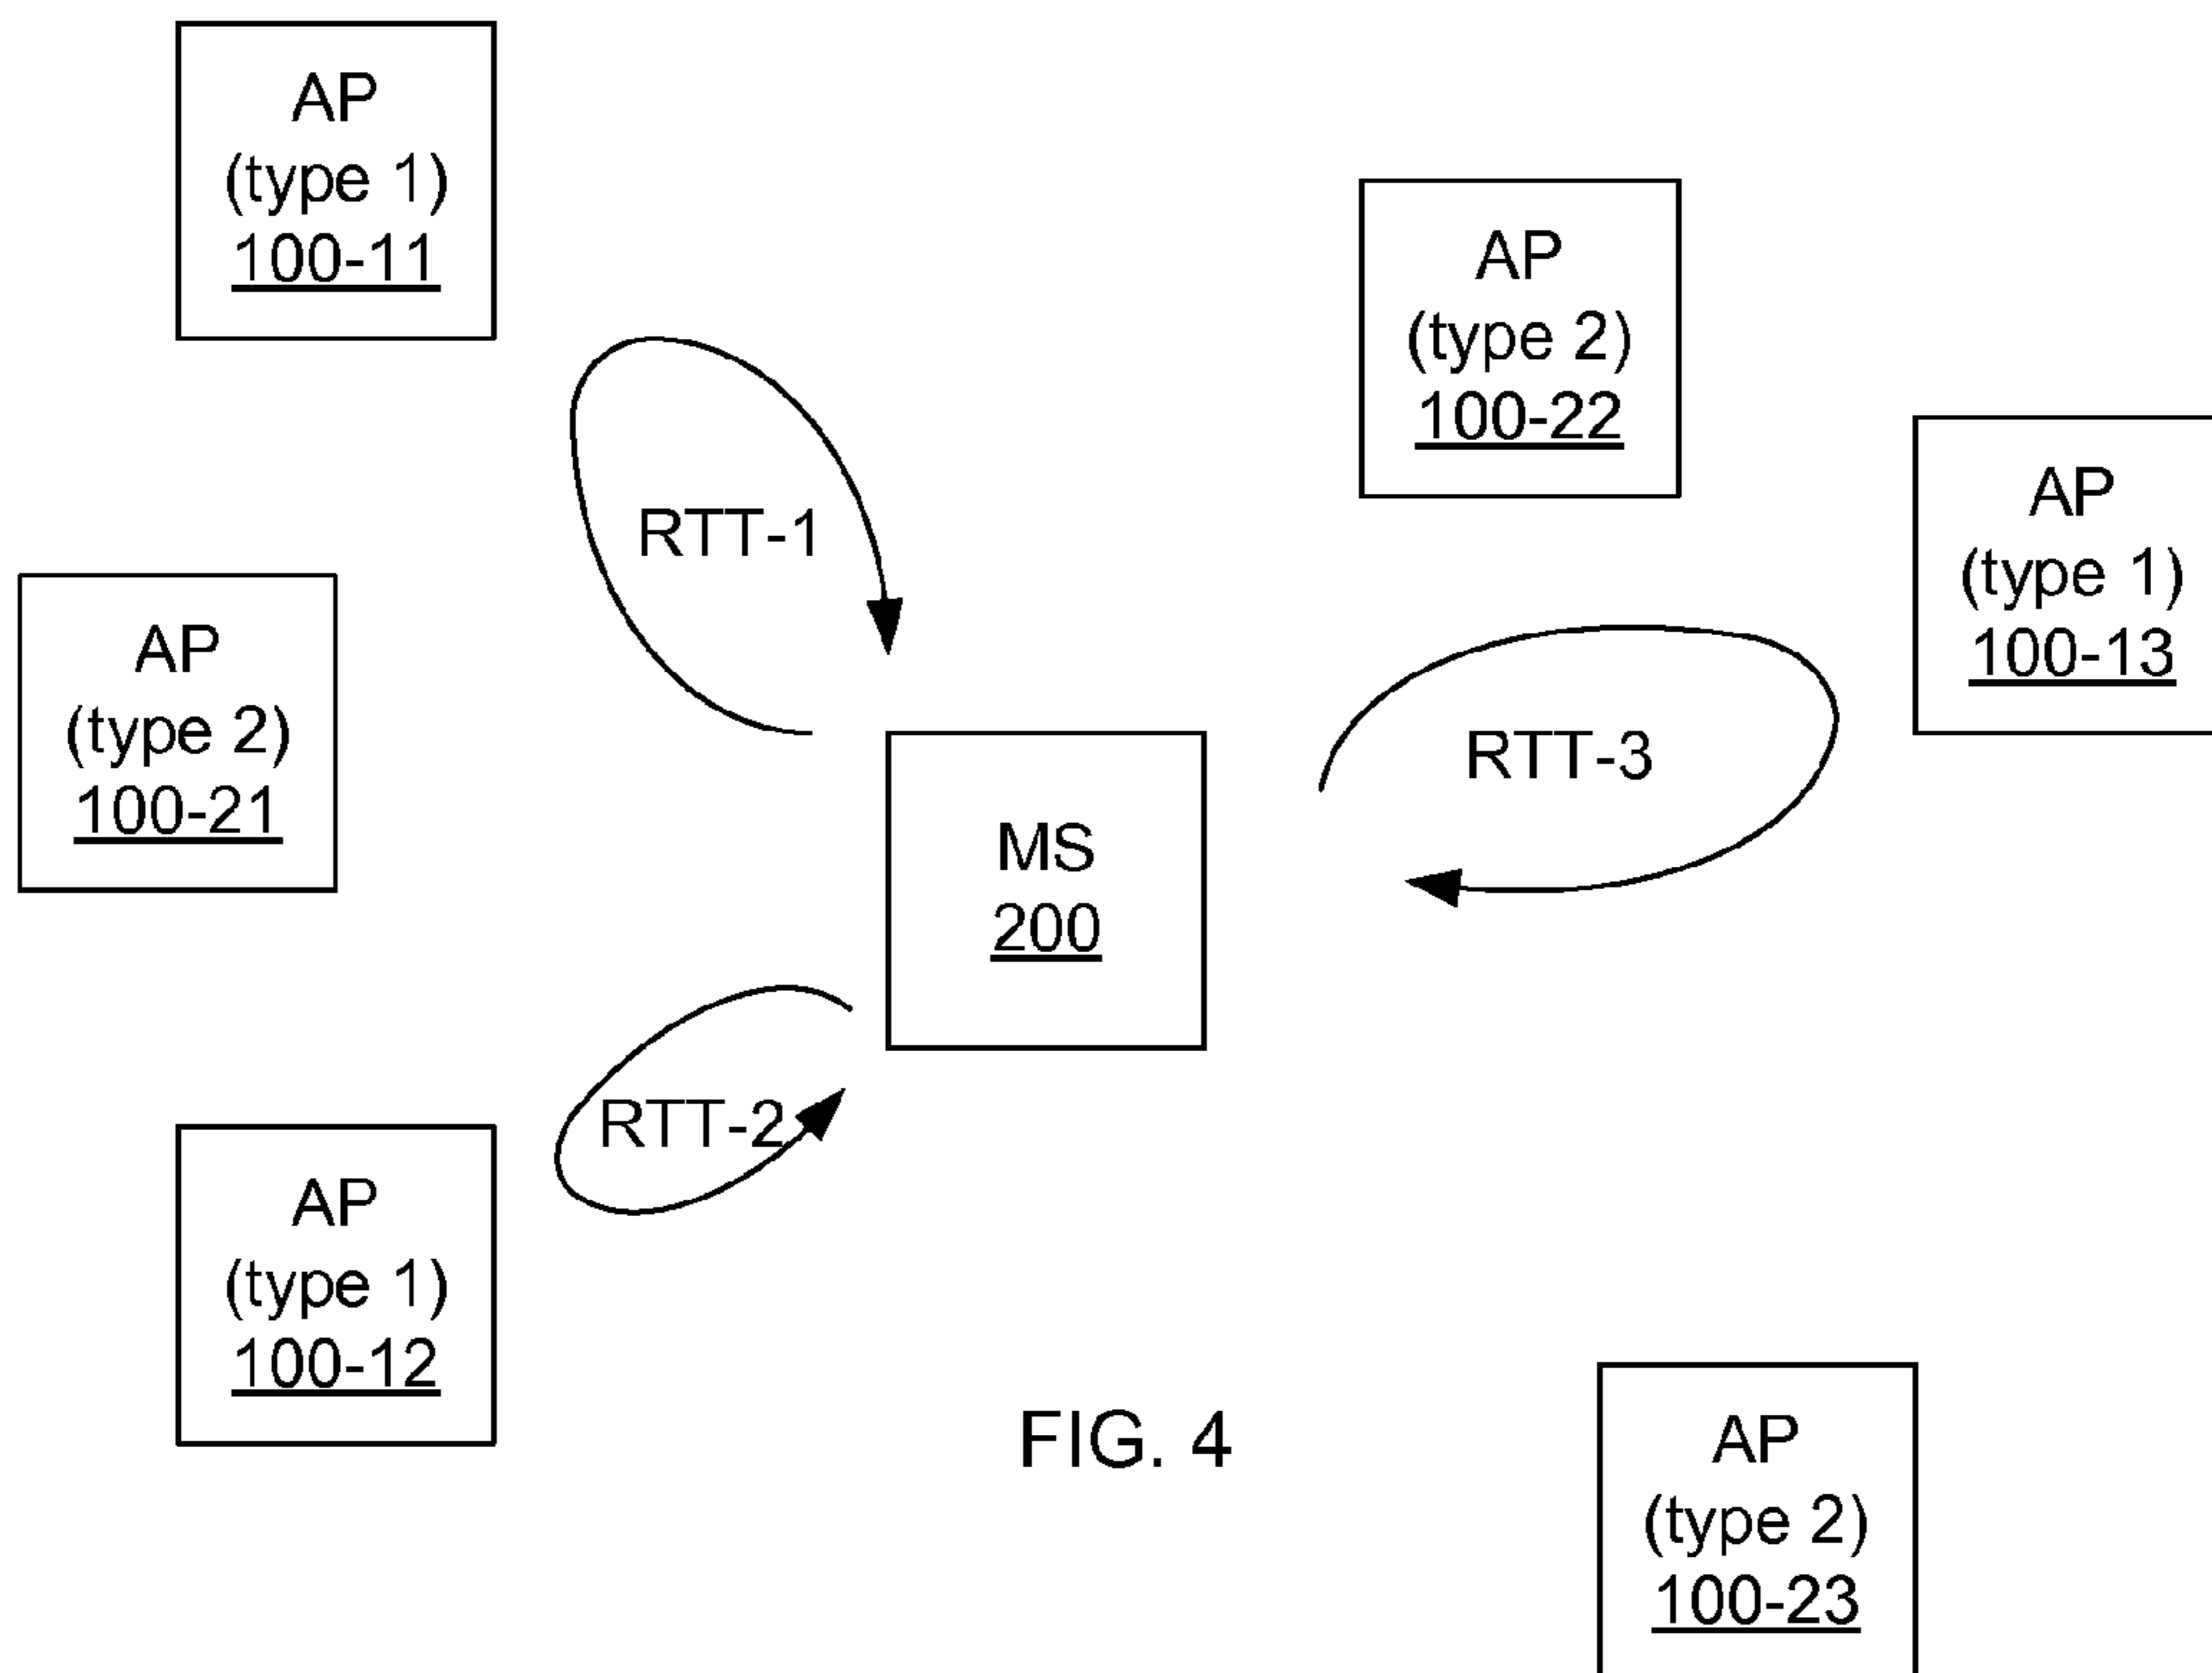 AP
(type 1)
100-11
AP
(type 2)
100-22
AP
(type 1)
100-13
RTT-1
AP
(type 2)
100-21
RTT-3
MS
200
RTT-2
AP
(type 1)
100-12
FIG. 4
AP
(type 2)
100-23